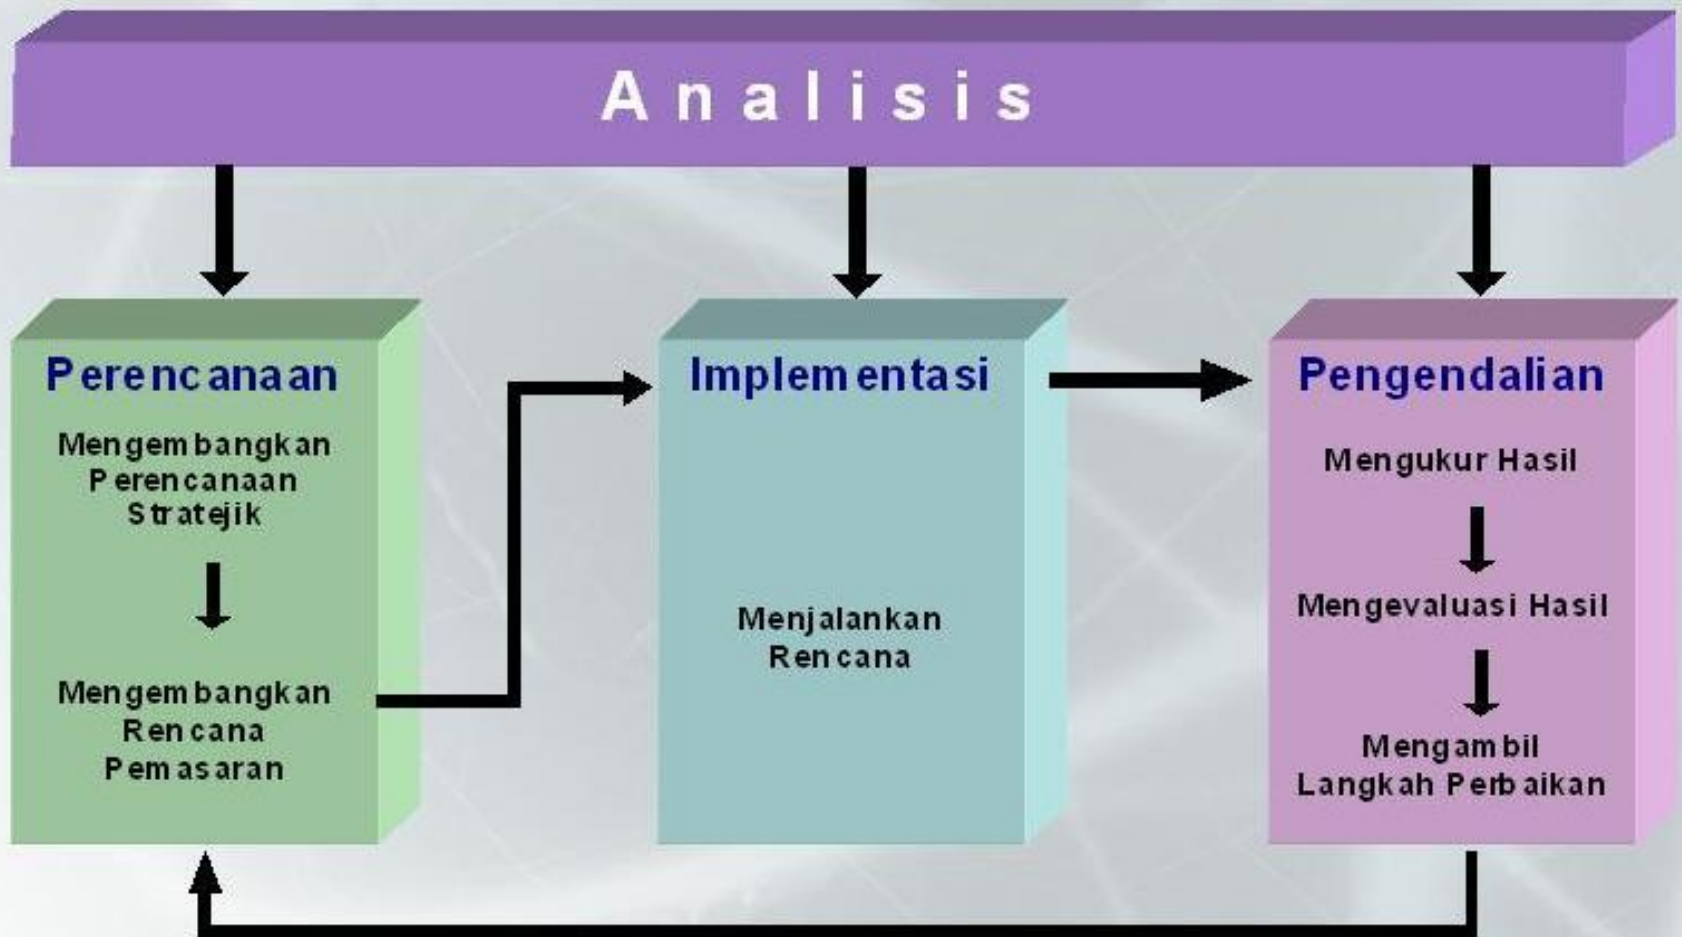 Analisis
Perencanaan
Mengembangkan
Perencanaan
Stratejik
Mengembangkan
Rencana
Pemasaran
Implementasi
Menjalankan
Rencana
Pengendalian
Mengukur Hasil
Mengevaluasi Hasil
Mengambil
Langkah Perbaikan